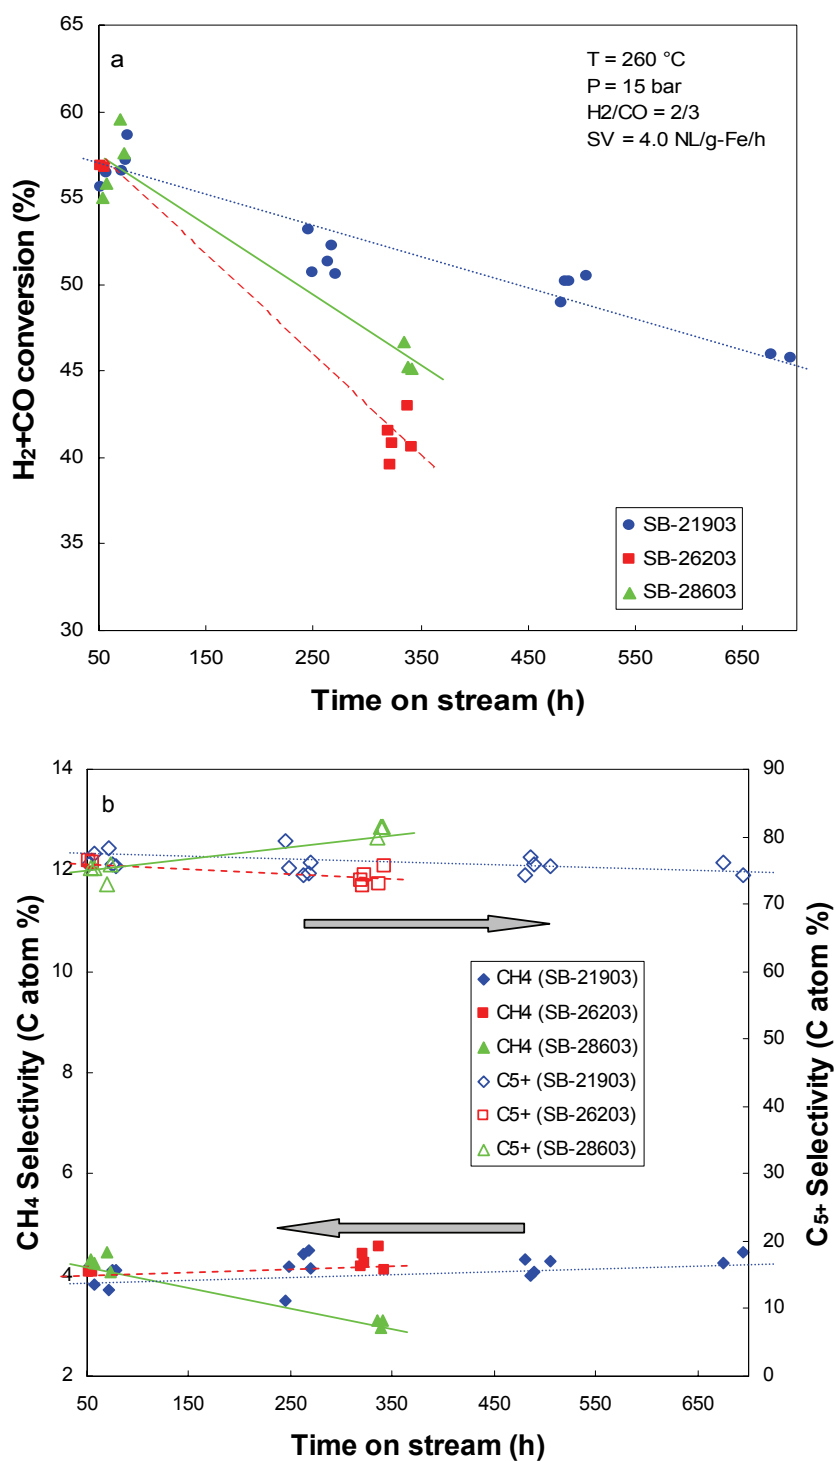 a
T = 260 °C
P = 15 bar
H2/CO = 2/3
SV = 4.0 NL/g-Fe/h
H2+CO conversion (%)
65
60
55
50
45
40
35
30
SB-21903
SB-26203
SB-28603
50 150 250 350 450 550 650
Time on stream (h)
b
CH4 Selectivity (C atom %)
14
12
10
8
6
4
2
90
80
70
60
50
40
30
20
10
0
C5+ Selectivity (C atom %)
CH4 (SB-21903)
CH4 (SB-26203)
CH4 (SB-28603)
C5+ (SB-21903)
C5+ (SB-26203)
C5+ (SB-28603)
50 150 250 350 450 550 650
Time on stream (h)